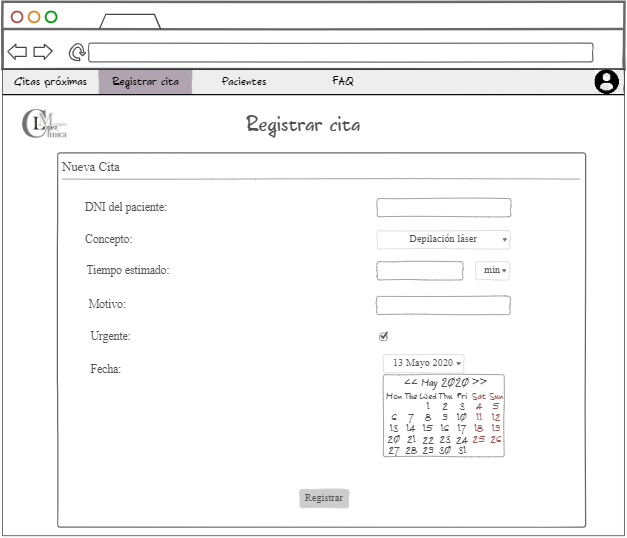 Citas próximas Registrar cita Pacientes FAQ
Registrar cita
Nueva Cita
DNI del paciente:
Concepto: Depilación láser
Tiempo estimado: min
Motivo:
Urgente:
Fecha: 13 Mayo 2020
<< May 2020 >>
Mon Tue Wed Thu Fri Sat Sun
1 2 3 4 5
6 7 8 9 10 11 12
13 14 15 16 17 18 19
20 21 22 23 24 25 26
27 28 29 30 31
Registrar